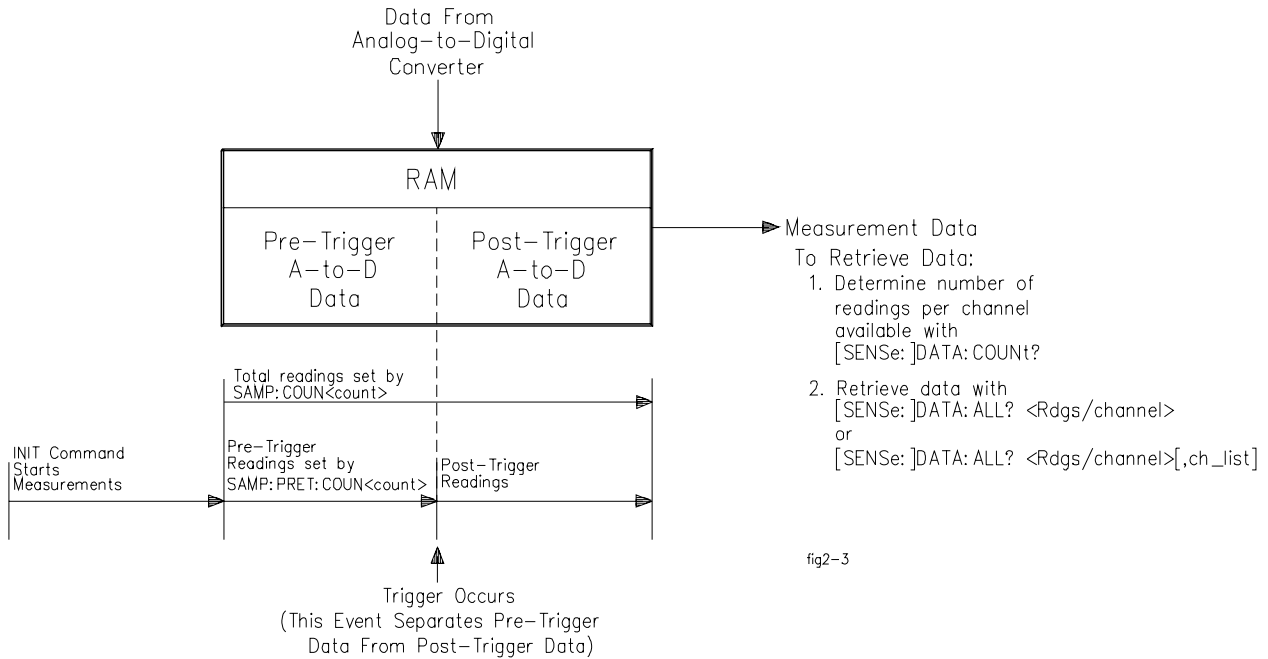 Data From
Analog-to-Digital
Converter
RAM
Pre-Trigger
A-to-D
Data
Post-Trigger
A-to-D
Data
Measurement Data
To Retrieve Data:
1. Determine number of
readings per channel
available with
[SENSe:]DATA:COUNt?
2. Retrieve data with
[SENSe:]DATA:ALL? <Rdgs/channel>
or
[SENSe:]DATA:ALL? <Rdgs/channel>[,ch_list]
Total readings set by
SAMP:COUN<count>
INIT Command
Starts
Measurements
Pre-Trigger
Readings set by
SAMP:PRET:COUN<count>
Post-Trigger
Readings
Trigger Occurs
(This Event Separates Pre-Trigger
Data From Post-Trigger Data)
fig2-3